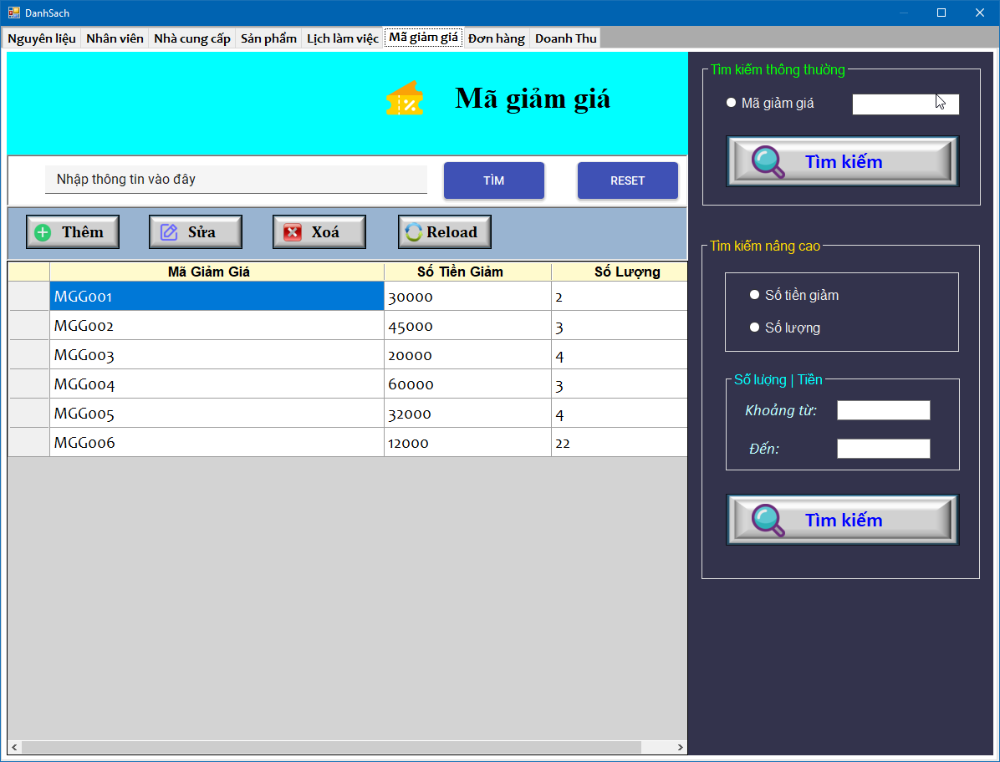 DanhSach
Nguyên liệu Nhân viên Nhà cung cấp Sản phẩm Lịch làm việc Mã giảm giá Đơn hàng Doanh Thu
Mã giảm giá
Nhập thông tin vào đây TÌM RESET
Thêm Sửa Xoá Reload
Mã Giảm Giá Số Tiền Giảm Số Lượng
MGG001 30000 2
MGG002 45000 3
MGG003 20000 4
MGG004 60000 3
MGG005 32000 4
MGG006 12000 22
Tìm kiếm thông thường
Mã giảm giá
Tìm kiếm
Tìm kiếm nâng cao
Số tiền giảm
Số lượng
Số lượng | Tiền
Khoảng từ:
Đến:
Tìm kiếm